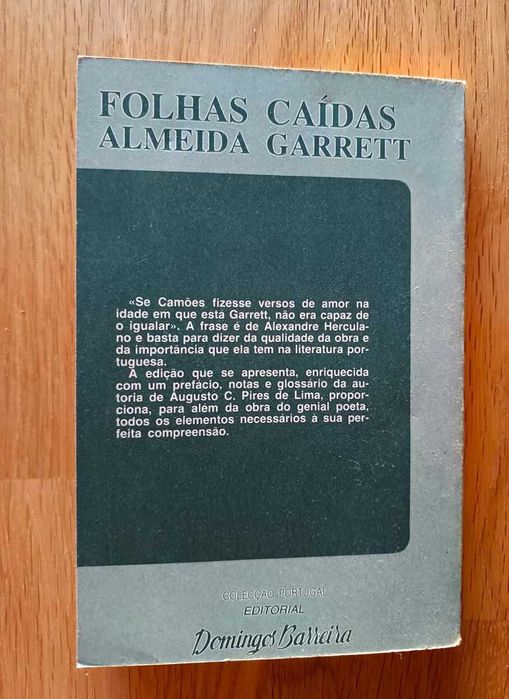 FOLHAS CAÍDAS
ALMEIDA GARRETT
«Se Camões fizesse versos de amor na
idade em que está Garrett, não era capaz de
o igualar». A frase é de Alexandre Hercula-
no e basta para dizer da qualidade da obra e
da importância que ela tem na literatura por-
tuguesa.
A edição que se apresenta, enriquecida
com um prefácio, notas e glossário da au-
toria de Augusto C. Pires de Lima, propor-
ciona, para além da obra do genial poeta,
todos os elementos necessários à sua per-
feita compreensão.
COLECÇÃO PORTUGAL
EDITORIAL
Domingos Barreira